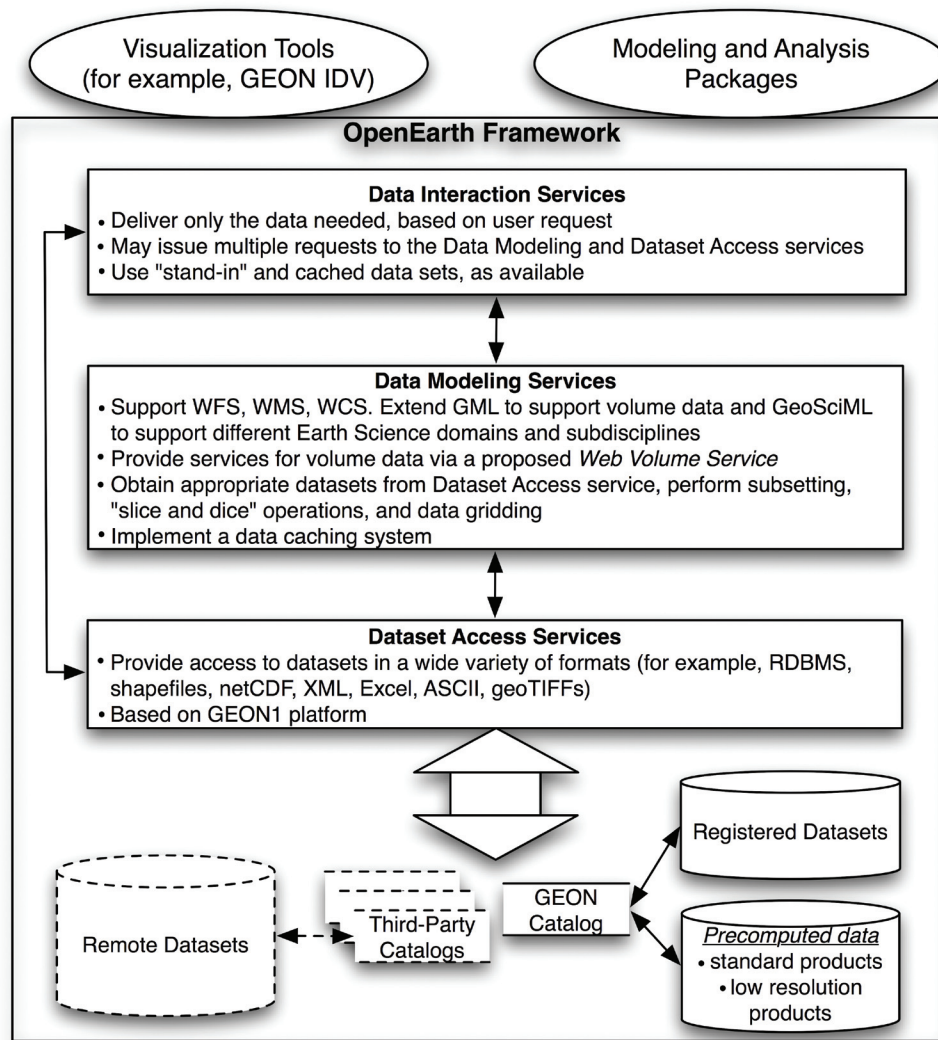 Visualization Tools
(for example, GEON IDV)
Modeling and Analysis
Packages
OpenEarth Framework
Data Interaction Services
• Deliver only the data needed, based on user request
• May issue multiple requests to the Data Modeling and Dataset Access services
• Use "stand-in" and cached data sets, as available
Data Modeling Services
• Support WFS, WMS, WCS. Extend GML to support volume data and GeoSciML
to support different Earth Science domains and subdisciplines
• Provide services for volume data via a proposed Web Volume Service
• Obtain appropriate datasets from Dataset Access service, perform subsetting,
"slice and dice" operations, and data gridding
• Implement a data caching system
Dataset Access Services
• Provide access to datasets in a wide variety of formats (for example, RDBMS,
shapefiles, netCDF, XML, Excel, ASCII, geoTIFFs)
• Based on GEON1 platform
Remote Datasets
Third-Party
Catalogs
GEON
Catalog
Registered Datasets
Precomputed data
• standard products
• low resolution
products